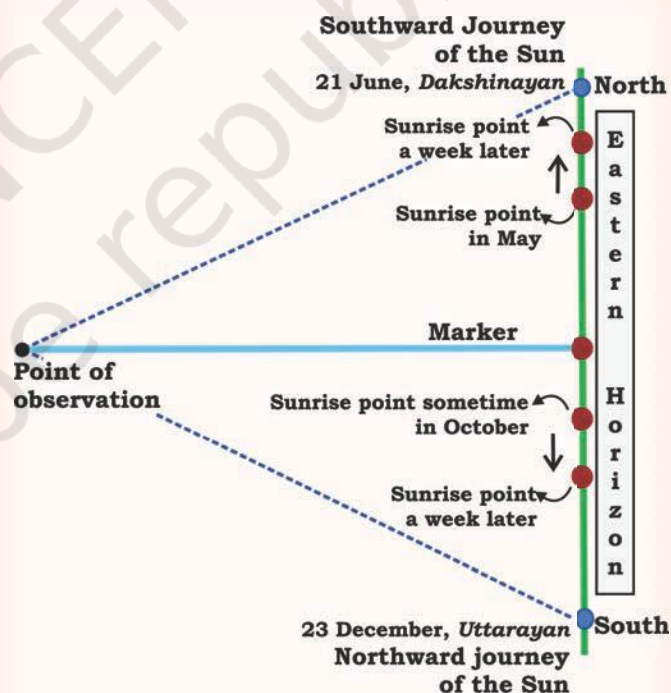 Southward Journey
of the Sun
21 June, Dakshinayan
North
Sunrise point
a week later
Sunrise point
in May
Eastern Horizon
Marker
Point of
observation
Sunrise point sometime
in October
Sunrise point
a week later
23 December, Uttarayan
South
Northward journey
of the Sun